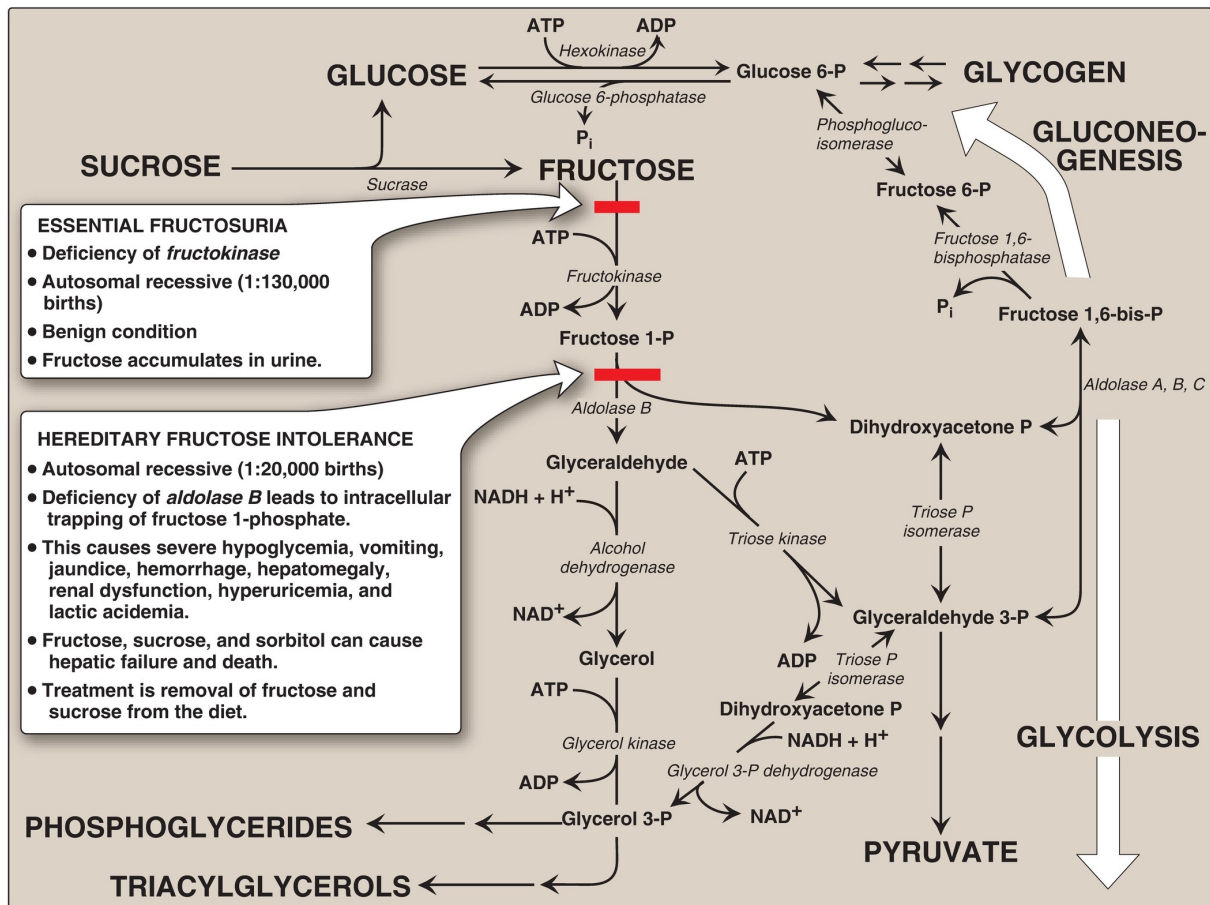 ATP
ADP
Hexokinase
GLUCOSE
Glucose 6-P
GLYCOGEN
Glucose 6-phosphatase
Pi
Phosphogluco-
isomerase
GLUCONEO-
GENESIS
SUCROSE
Sucrase
FRUCTOSE
Fructose 6-P
ESSENTIAL FRUCTOSURIA
• Deficiency of fructokinase
• Autosomal recessive (1:130,000
births)
• Benign condition
• Fructose accumulates in urine.
ATP
Fructokinase
ADP
Fructose 1,6-
bisphosphatase
Pi
Fructose 1,6-bis-P
Fructose 1-P
Aldolase A, B, C
Aldolase B
Dihydroxyacetone P
HEREDITARY FRUCTOSE INTOLERANCE
• Autosomal recessive (1:20,000 births)
• Deficiency of aldolase B leads to intracellular
trapping of fructose 1-phosphate.
• This causes severe hypoglycemia, vomiting,
jaundice, hemorrhage, hepatomegaly,
renal dysfunction, hyperuricemia, and
lactic acidemia.
• Fructose, sucrose, and sorbitol can cause
hepatic failure and death.
• Treatment is removal of fructose and
sucrose from the diet.
Glyceraldehyde
ATP
NADH + H+
Triose kinase
Triose P
isomerase
Alcohol
dehydrogenase
NAD+
Glyceraldehyde 3-P
ADP
Triose P
isomerase
Glycerol
ATP
Dihydroxyacetone P
NADH + H+
GLYCOLYSIS
Glycerol kinase
Glycerol 3-P dehydrogenase
ADP
NAD+
PHOSPHOGLYCERIDES
Glycerol 3-P
PYRUVATE
TRIACYLGLYCEROLS